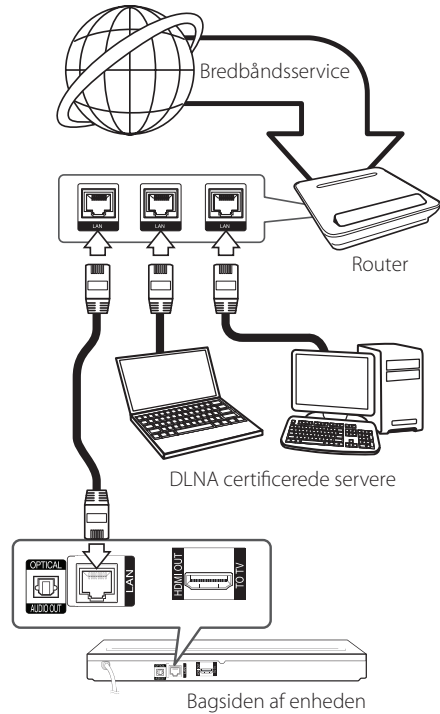 Bredbåndsservice
LAN
LAN
LAN
Router
DLNA certificerede servere
OPTICAL
AUDIO OUT
LAN
HDMI OUT
TO TV
Bagsiden af enheden